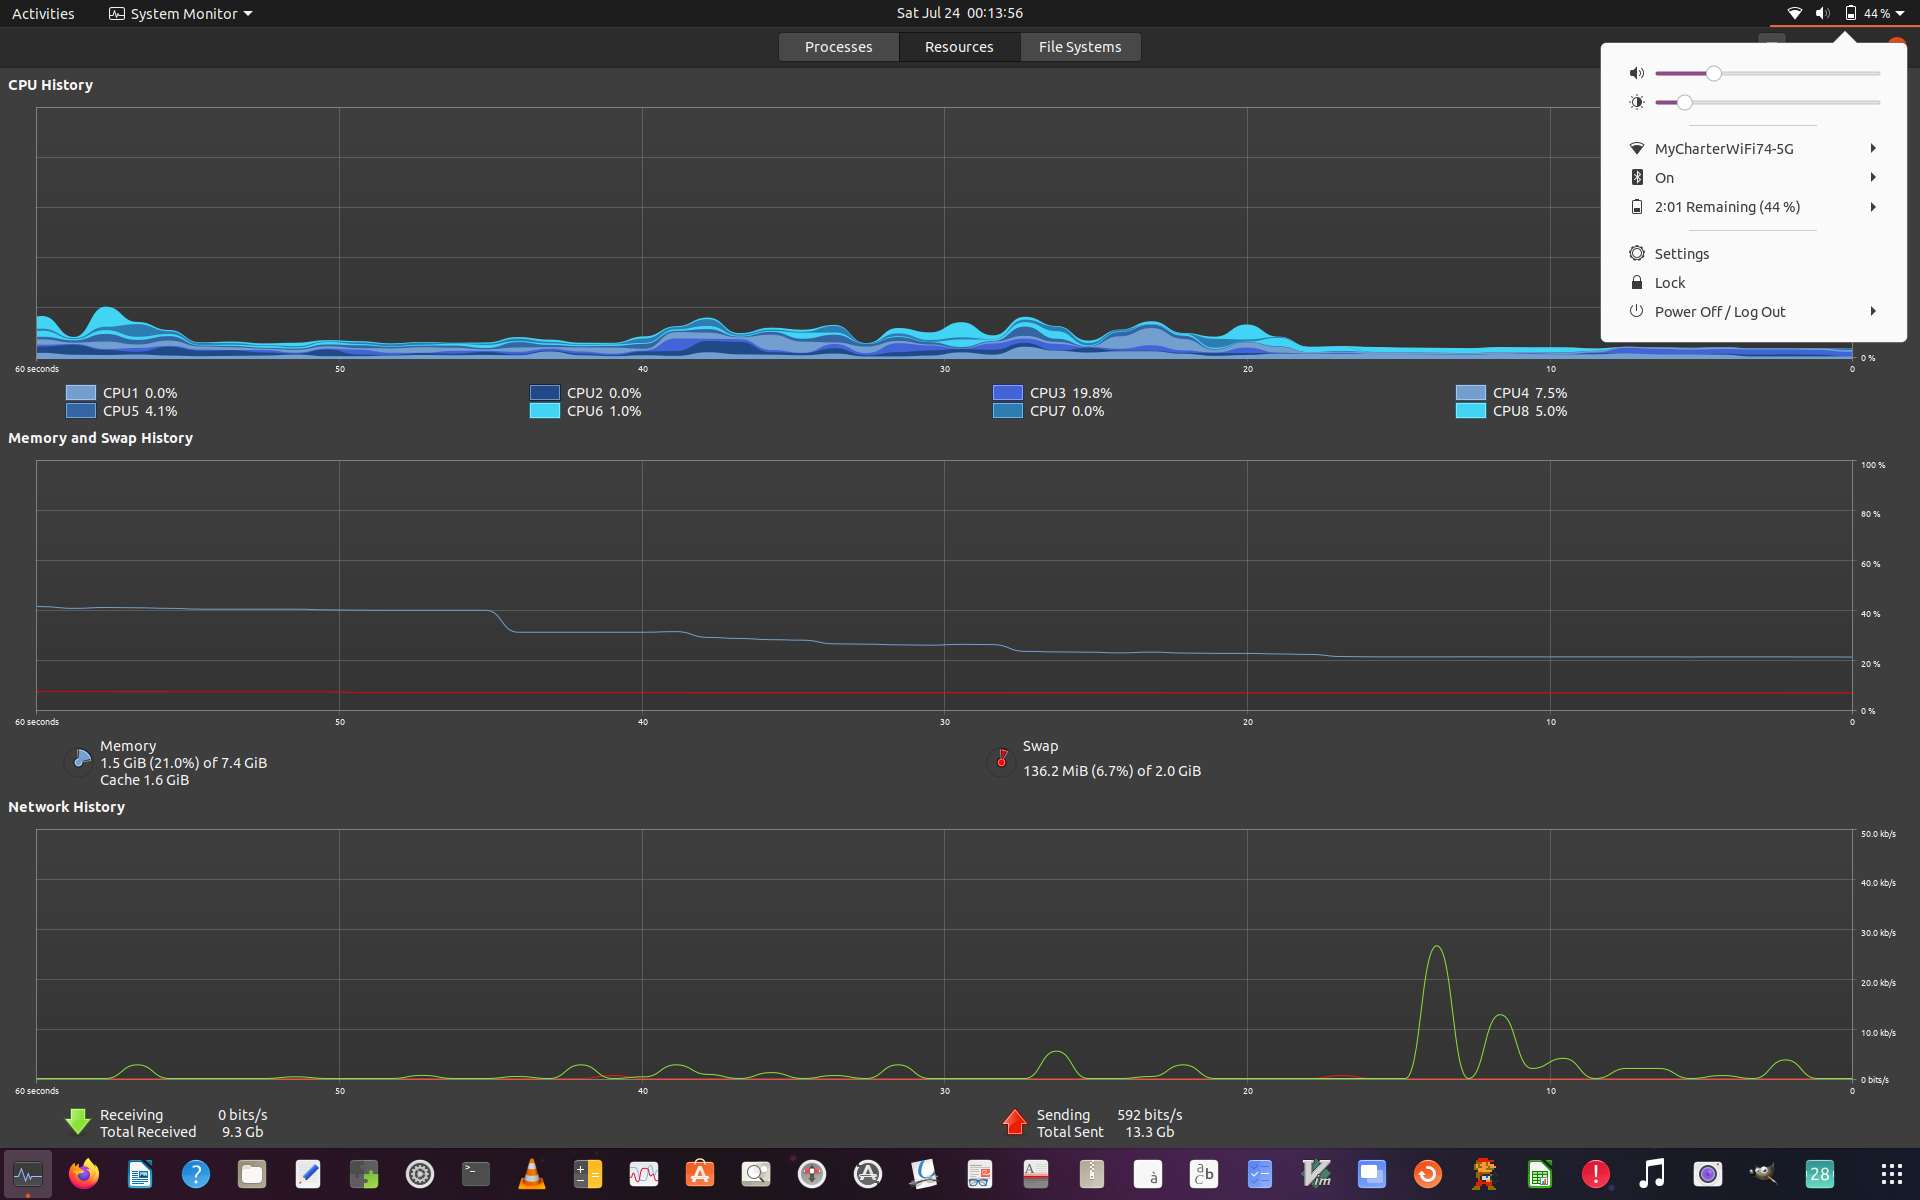 Activities
System Monitor
Sat Jul 24 00:13:56
44 %
Processes
Resources
File Systems
MyCharterWiFi74-5G
On
2:01 Remaining (44 %)
Settings
Lock
Power Off / Log Out
CPU History
0 %
60 seconds 50 40 30 20 10 0
CPU1 0.0% CPU2 0.0% CPU3 19.8% CPU4 7.5%
CPU5 4.1% CPU6 1.0% CPU7 0.0% CPU8 5.0%
Memory and Swap History
100 %
80 %
60 %
40 %
20 %
0 %
60 seconds 50 40 30 20 10 0
Memory
1.5 GiB (21.0%) of 7.4 GiB
Cache 1.6 GiB
Swap
136.2 MiB (6.7%) of 2.0 GiB
Network History
50.0 kb/s
40.0 kb/s
30.0 kb/s
20.0 kb/s
10.0 kb/s
0 bits/s
60 seconds 50 40 30 20 10 0
Receiving 0 bits/s
Total Received 9.3 Gb
Sending 592 bits/s
Total Sent 13.3 Gb
28